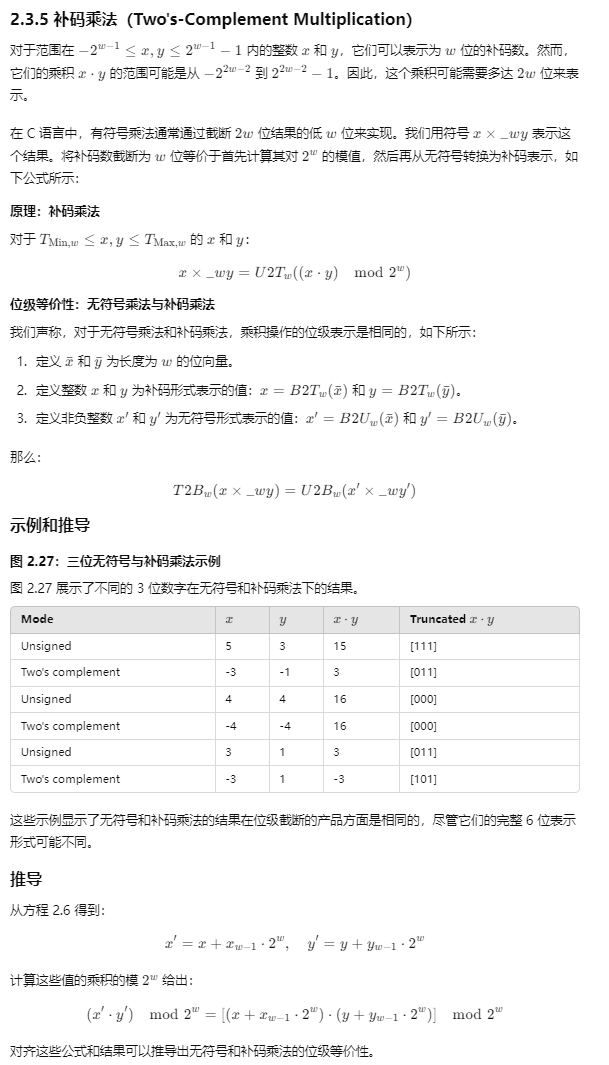 2.3.5 补码乘法（Two's-Complement Multiplication）
对于范围在 −2^{w−1} ≤ x, y ≤ 2^{w−1} − 1 内的整数 x 和 y，它们可以表示为 w 位的补码数。然而，
它们的乘积 x · y 的范围可能是从 −2^{2w−2} 到 2^{2w−2} − 1。因此，这个乘积可能需要多达 2w 位来表
示。
在 C 语言中，有符号乘法通常通过截断 2w 位结果的低 w 位来实现。我们用符号 x × _wy 表示这
个结果。将补码数截断为 w 位等价于首先计算其对 2^w 的模值，然后再从无符号转换为补码表示，如
下公式所示：
原理：补码乘法
对于 T_{Min,w} ≤ x, y ≤ T_{Max,w} 的 x 和 y：
x × _wy = U2T_w((x · y) mod 2^w)
位级等价性：无符号乘法与补码乘法
我们声称，对于无符号乘法和补码乘法，乘积操作的位级表示是相同的，如下所示：
1. 定义 x̄ 和 ȳ 为长度为 w 的位向量。
2. 定义整数 x 和 y 为补码形式表示的值：x = B2T_w(x̄) 和 y = B2T_w(ȳ)。
3. 定义非负整数 x′ 和 y′ 为无符号形式表示的值：x′ = B2U_w(x̄) 和 y′ = B2U_w(ȳ)。
那么：
T2B_w(x × _wy) = U2B_w(x′ × _wy′)
示例和推导
图 2.27：三位无符号与补码乘法示例
图 2.27 展示了不同的 3 位数字在无符号和补码乘法下的结果。
Mode x y x · y Truncated x · y
Unsigned 5 3 15 [111]
Two's complement -3 -1 3 [011]
Unsigned 4 4 16 [000]
Two's complement -4 -4 16 [000]
Unsigned 3 1 3 [011]
Two's complement -3 1 -3 [101]
这些示例显示了无符号和补码乘法的结果在位级截断的产品方面是相同的，尽管它们的完整 6 位表示
形式可能不同。
推导
从方程 2.6 得到：
x′ = x + x_{w−1} · 2^w, y′ = y + y_{w−1} · 2^w
计算这些值的乘积的模 2^w 给出：
(x′ · y′) mod 2^w = [(x + x_{w−1} · 2^w) · (y + y_{w−1} · 2^w)] mod 2^w
对齐这些公式和结果可以推导出无符号和补码乘法的位级等价性。